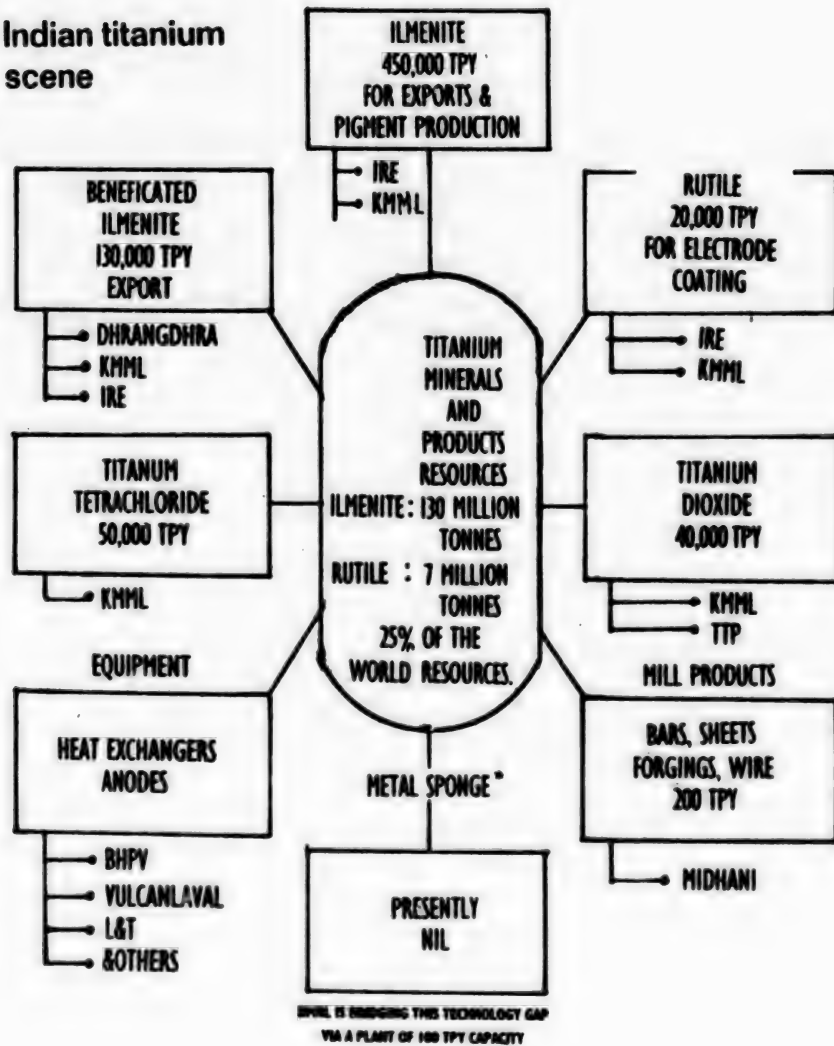 Indian titanium
scene
ILMENITE
450,000 TPY
FOR EXPORTS &
PIGMENT PRODUCTION
IRE
KMML
BENEFICATED
ILMENITE
130,000 TPY
EXPORT
DHRANGDHRA
KMML
IRE
RUTILE
20,000 TPY
FOR ELECTRODE
COATING
IRE
KMML
TITANIUM
MINERALS
AND
PRODUCTS
RESOURCES
ILMENITE : 130 MILLION
TONNES
RUTILE : 7 MILLION
TONNES
25% OF THE
WORLD RESOURCES.
TITANUM
TETRACHLORIDE
50,000 TPY
KMML
TITANIUM
DIOXIDE
40,000 TPY
KMML
TTP
EQUIPMENT
HEAT EXCHANGERS
ANODES
BHPV
VULCANLAVAL
L&T
&OTHERS
METAL SPONGE*
PRESENTLY
NIL
MILL PRODUCTS
BARS, SHEETS
FORGINGS, WIRE
200 TPY
MIDHANI
IS BRIDGING THIS TECHNOLOGY GAP
VIA A PLANT OF 100 TPY CAPACITY